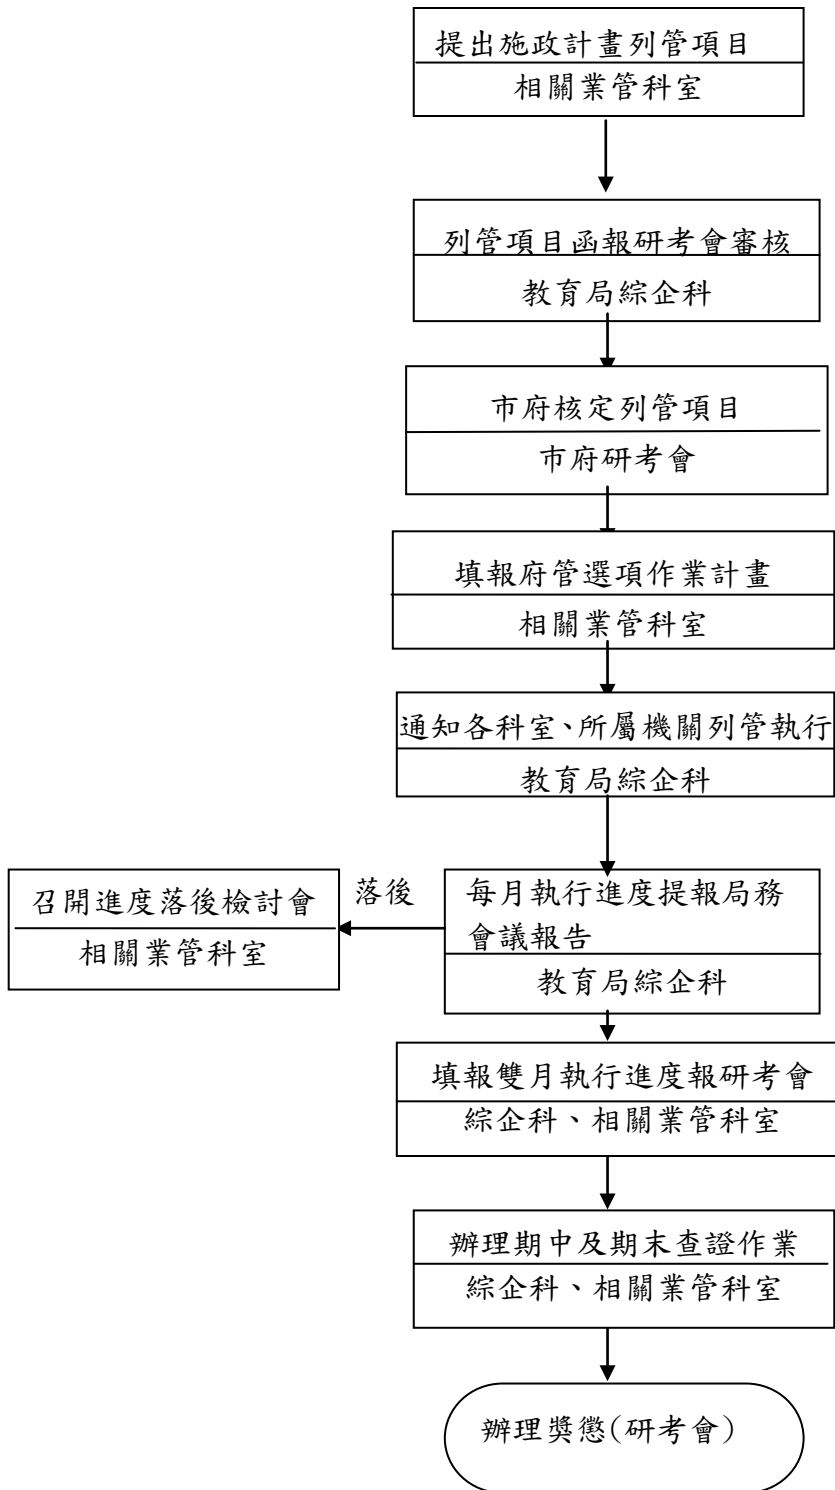 提出施政計畫列管項目
相關業管科室
列管項目函報研考會審核
教育局綜企科
市府核定列管項目
市府研考會
填報府管選項作業計畫
相關業管科室
通知各科室、所屬機關列管執行
教育局綜企科
每月執行進度提報局務
會議報告
教育局綜企科
落後
召開進度落後檢討會
相關業管科室
填報雙月執行進度報研考會
綜企科、相關業管科室
辦理期中及期末查證作業
綜企科、相關業管科室
辦理獎懲(研考會)